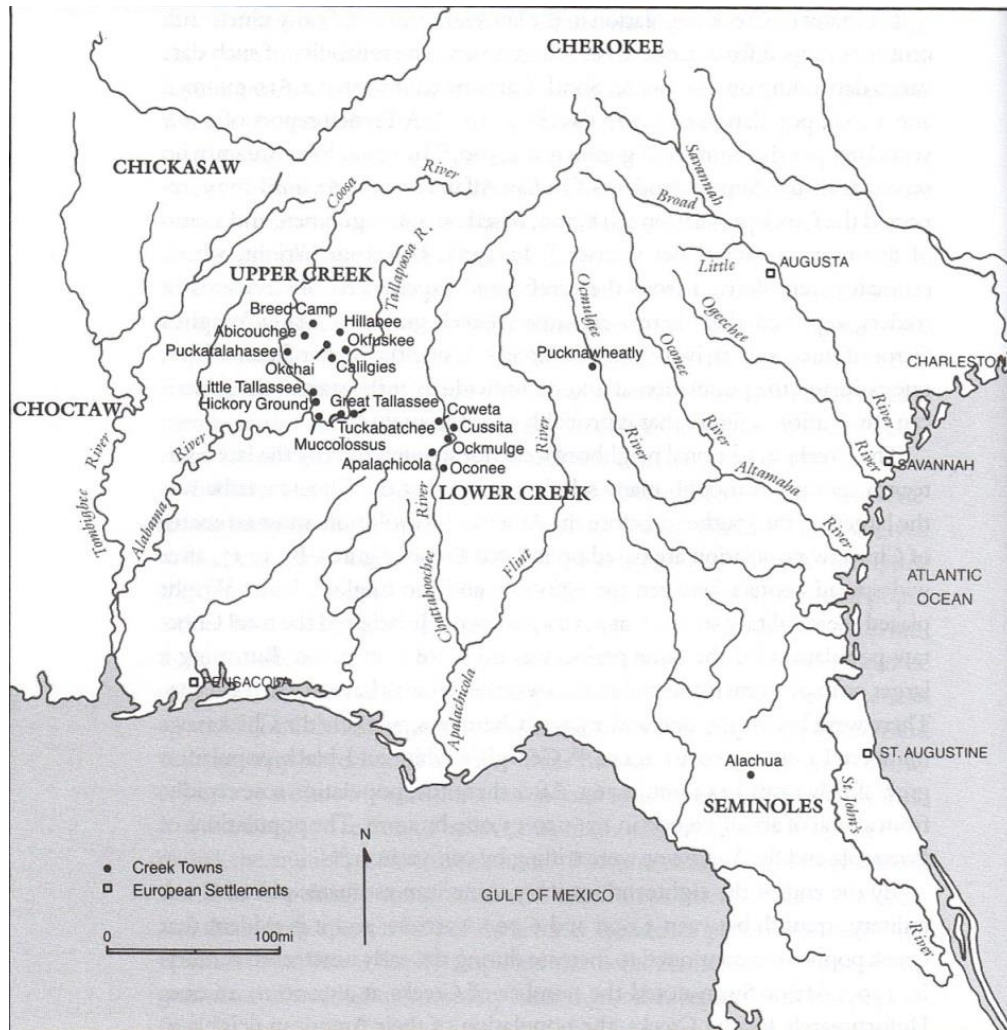 CHEROKEE
CHICKASAW
Coosa
River
Savannah
Broad
Tallapoosa R.
UPPER CREEK
Little
AUGUSTA
Breed Camp
Hillabee
Abicouchee
Okfuskee
Puckatalahasee
Okchai
Calilgies
Ocmulgee
Ogeechee
Oconee
Pucknawheatly
CHARLESTON
Little Tallassee
Hickory Ground
Great Tallassee
CHOCTAW
Tuckabatchee
Coweta
Cussita
Muccolossus
Ockmulge
Apalachicola
Oconee
LOWER CREEK
River
River
River
River
SAVANNAH
River
River
Altamaha
River
Tombigbee
Alabama
River
Chattahoochee
Flint
River
ATLANTIC
OCEAN
PENSACOLA
Apalachicola
ST. AUGUSTINE
Alachua
SEMINOLES
St. Johns
River
N
Creek Towns
European Settlements
GULF OF MEXICO
0
100mi